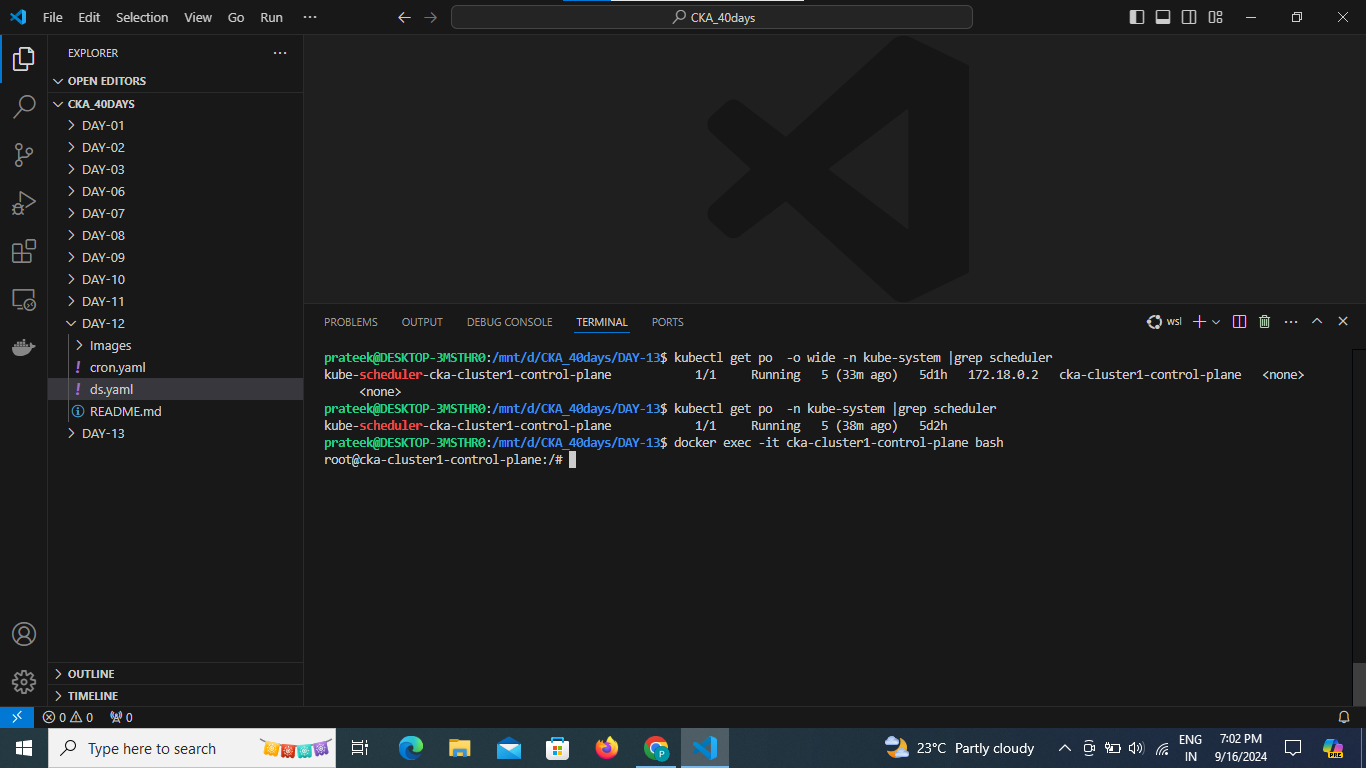 File Edit Selection View Go Run ···
CKA_40days
EXPLORER
OPEN EDITORS
CKA_40DAYS
DAY-01
DAY-02
DAY-03
DAY-06
DAY-07
DAY-08
DAY-09
DAY-10
DAY-11
DAY-12
Images
! cron.yaml
! ds.yaml
README.md
DAY-13
OUTLINE
TIMELINE
PROBLEMS OUTPUT DEBUG CONSOLE TERMINAL PORTS
wsl
prateek@DESKTOP-3MSTHR0:/mnt/d/CKA_40days/DAY-13$ kubectl get po  -o wide -n kube-system |grep scheduler
kube-scheduler-cka-cluster1-control-plane            1/1     Running   5 (33m ago)   5d1h   172.18.0.2   cka-cluster1-control-plane   <none>
<none>
prateek@DESKTOP-3MSTHR0:/mnt/d/CKA_40days/DAY-13$ kubectl get po  -n kube-system |grep scheduler
kube-scheduler-cka-cluster1-control-plane            1/1     Running   5 (38m ago)   5d2h
prateek@DESKTOP-3MSTHR0:/mnt/d/CKA_40days/DAY-13$ docker exec -it cka-cluster1-control-plane bash
root@cka-cluster1-control-plane:/#
0 0 0
Type here to search
23°C Partly cloudy
ENG
IN
7:02 PM
9/16/2024
PRE